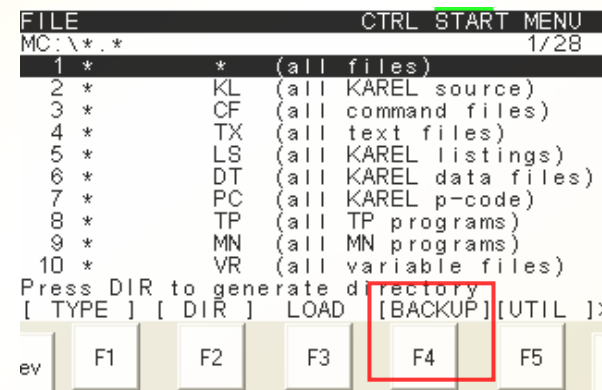 FILE CTRL START MENU
MC:\*.* 1/28
1 * * (all files)
2 * KL (all KAREL source)
3 * CF (all command files)
4 * TX (all text files)
5 * LS (all KAREL listings)
6 * DT (all KAREL data files)
7 * PC (all KAREL p-code)
8 * TP (all TP programs)
9 * MN (all MN programs)
10 * VR (all variable files)
Press DIR to generate directory
[ TYPE ] [ DIR ] LOAD [BACKUP][UTIL ]>
ev F1 F2 F3 F4 F5